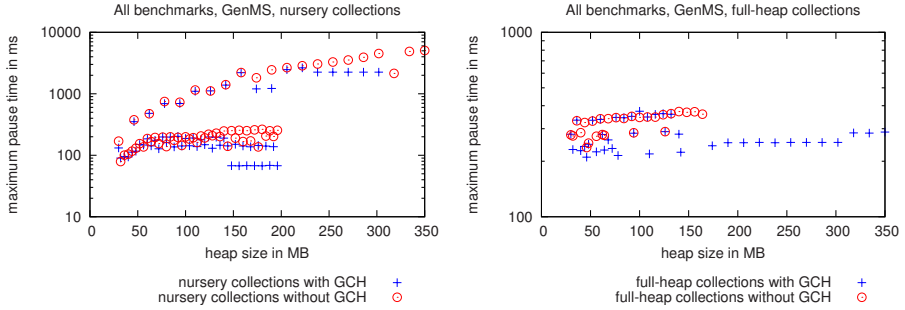 All benchmarks, GenMS, nursery collections
maximum pause time in ms
10000
1000
100
10
0 50 100 150 200 250 300 350
heap size in MB
nursery collections with GCH
nursery collections without GCH
All benchmarks, GenMS, full-heap collections
maximum pause time in ms
1000
100
0 50 100 150 200 250 300 350
heap size in MB
full-heap collections with GCH
full-heap collections without GCH